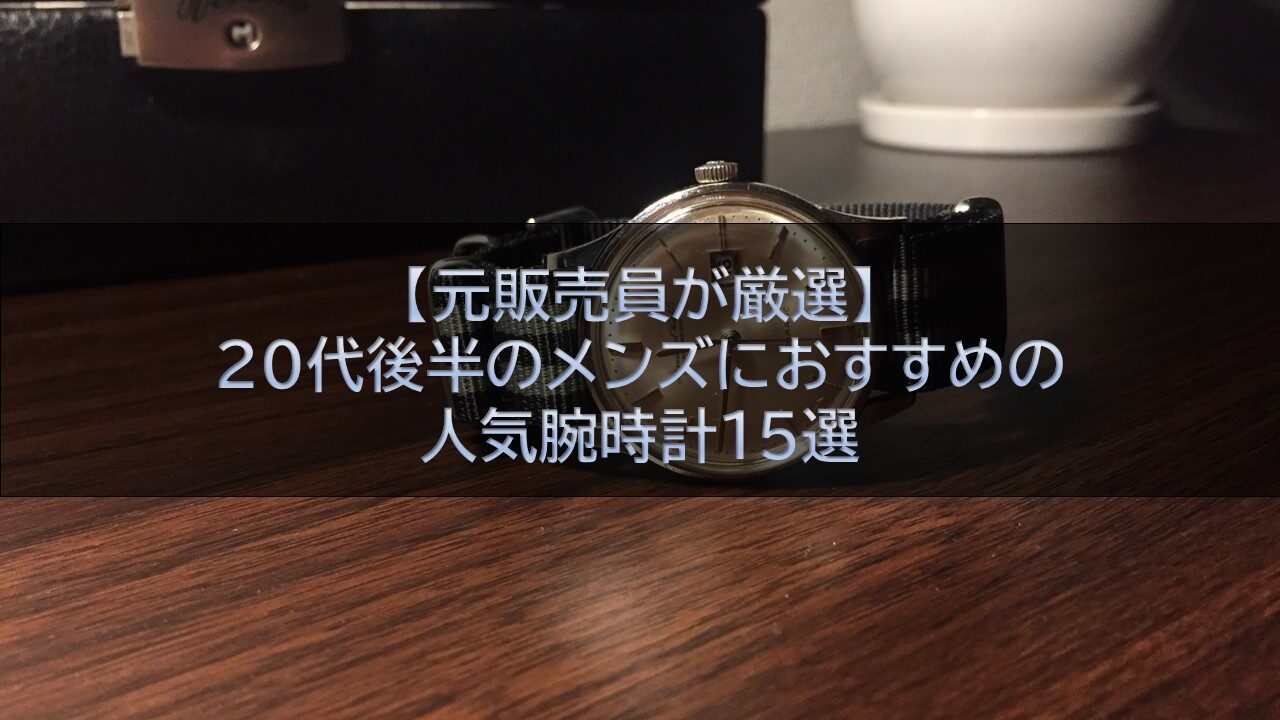 【元販売員が厳選】
20代後半のメンズにおすすめの
人気腕時計15選